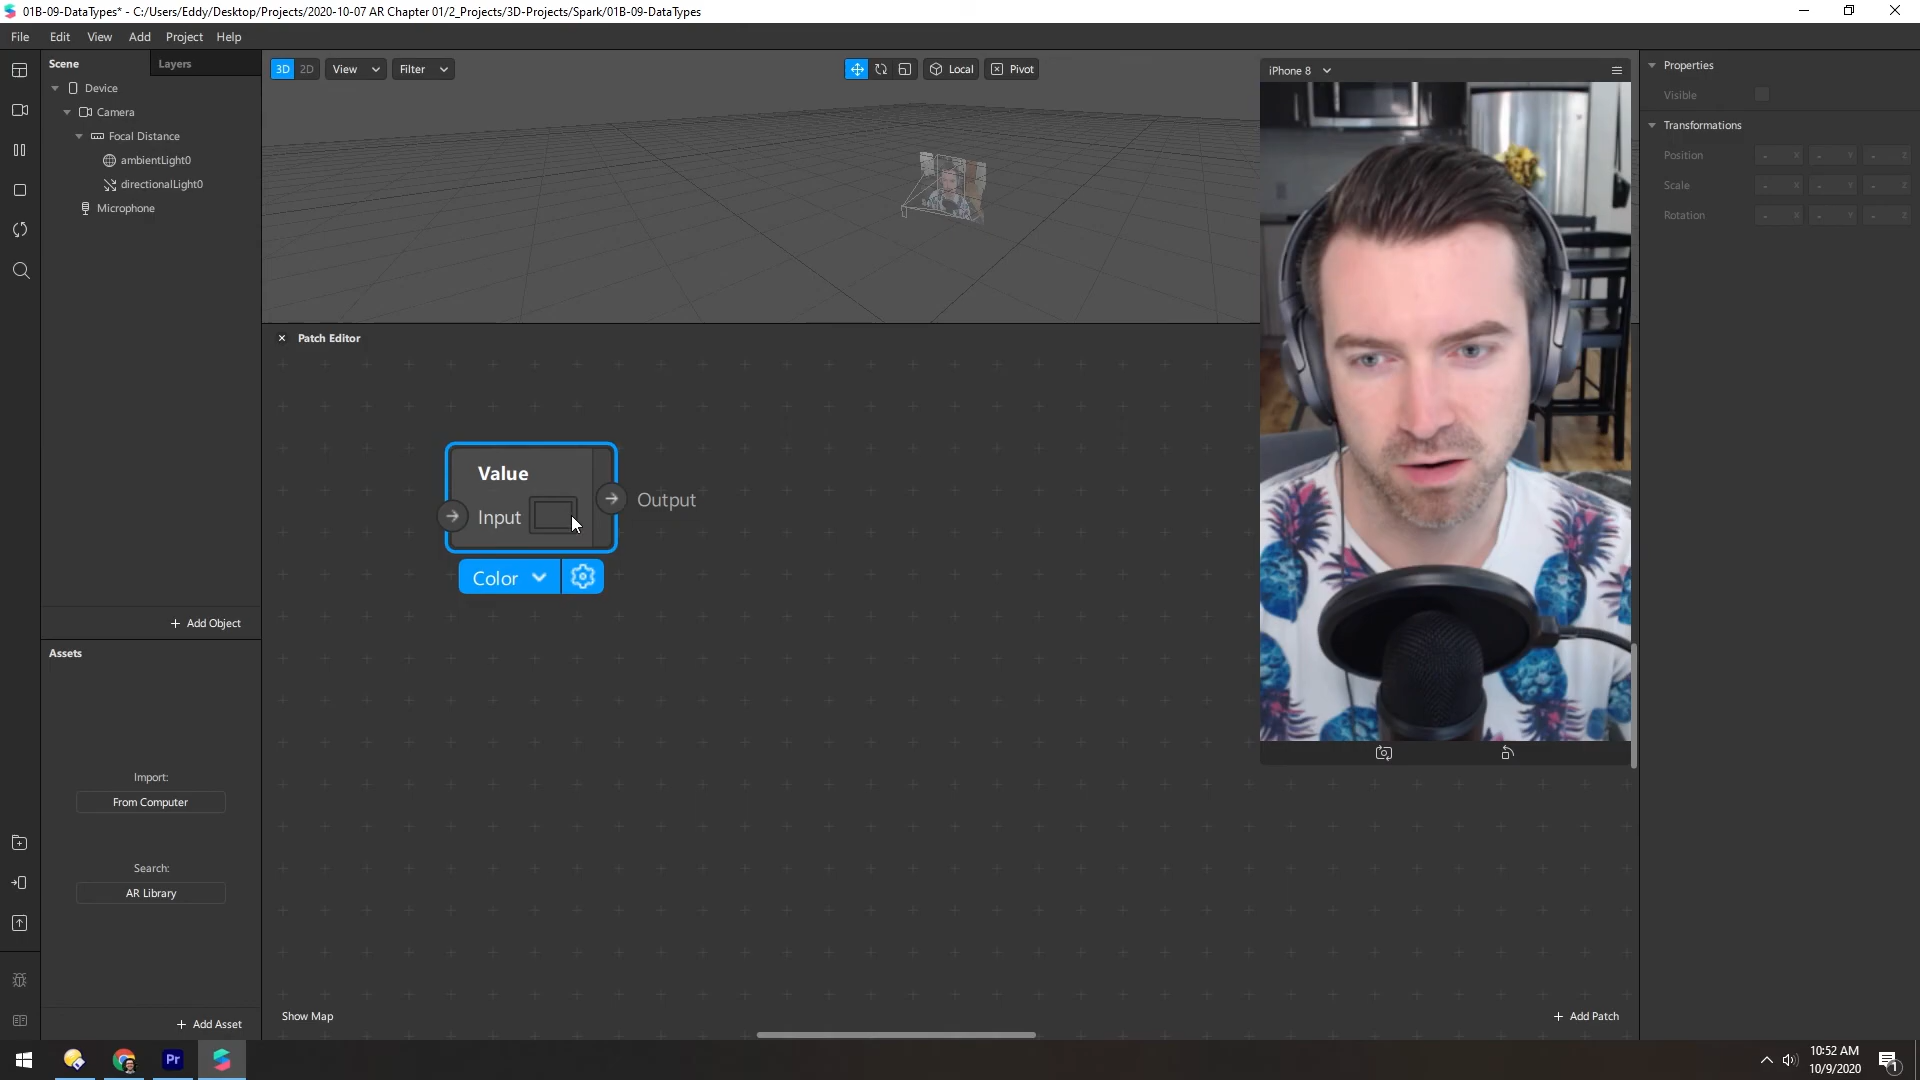 01B-09-DataTypes* - C:/Users/Eddy/Desktop/Projects/2020-10-07 AR Chapter 01/2_Projects/3D-Projects/Spark/01B-09-DataTypes
File Edit View Add Project Help
Scene Layers
Device
Camera
Focal Distance
ambientLight0
directionalLight0
Microphone
+ Add Object
Assets
Import:
From Computer
Search:
AR Library
+ Add Asset
3D 2D View Filter Local Pivot
iPhone 8
Patch Editor
Value
Input
Output
Color
Show Map
+ Add Patch
Properties
Visible
Transformations
Position - X - Y - Z
Scale - X - Y - Z
Rotation - X - Y - Z
Pr
10:52 AM
10/9/2020
1